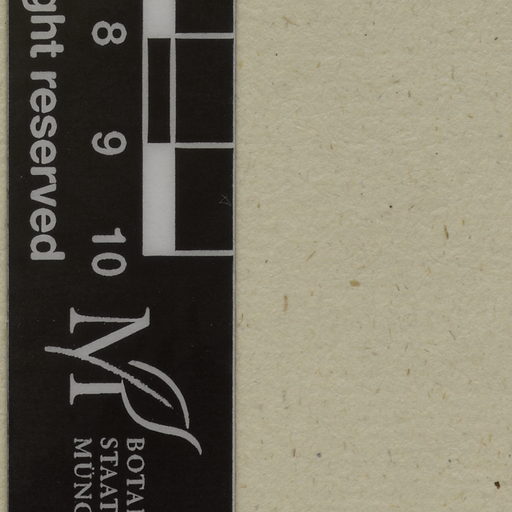 ght reserved
8
9
10
M
BOTA
STAAT
MÜNC